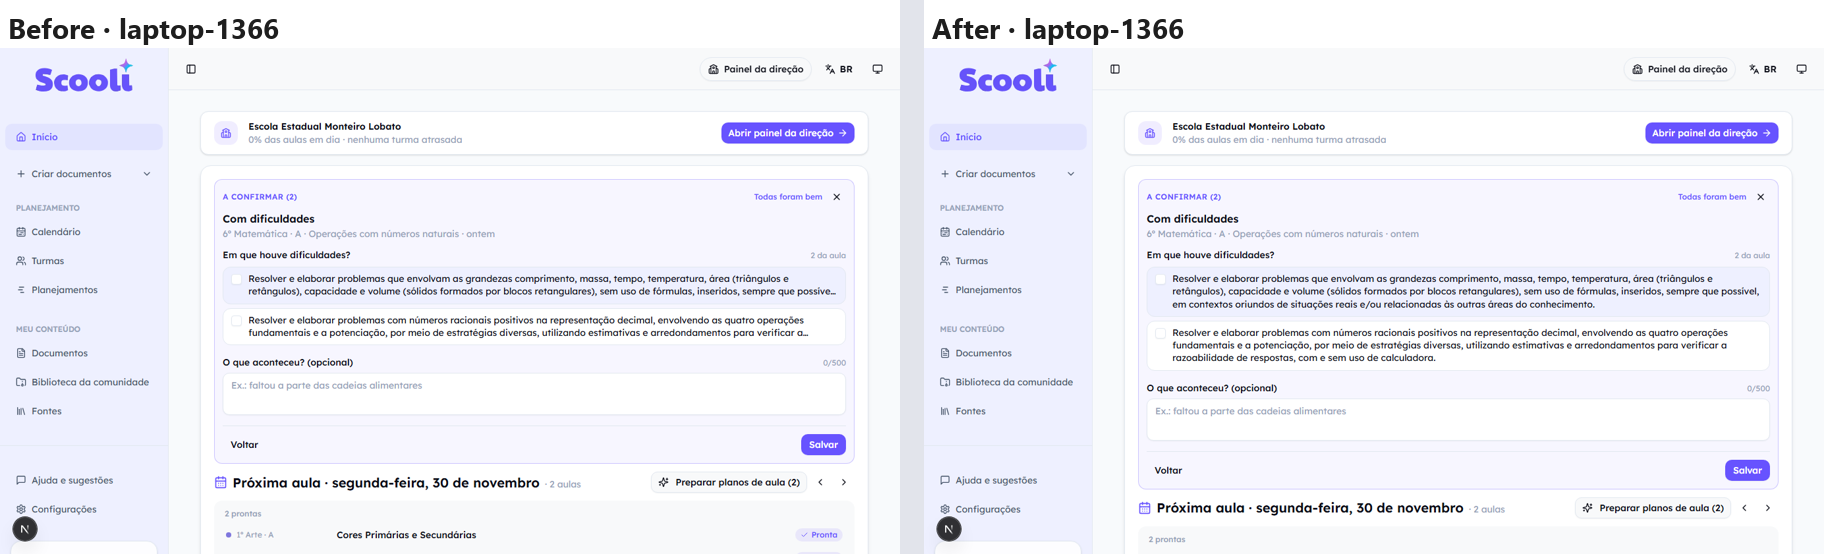 Before · laptop-1366
Scooli
Painel da direção
BR
Início
Criar documentos
PLANEJAMENTO
Calendário
Turmas
Planejamentos
MEU CONTEÚDO
Documentos
Biblioteca da comunidade
Fontes
Ajuda e sugestões
Configurações
N
Escola Estadual Monteiro Lobato
0% das aulas em dia · nenhuma turma atrasada
Abrir painel da direção →
A CONFIRMAR (2)
Todas foram bem
Com dificuldades
6º Matemática · A · Operações com números naturais · ontem
Em que houve dificuldades?
2 da aula
Resolver e elaborar problemas que envolvam as grandezas comprimento, massa, tempo, temperatura, área (triângulos e
retângulos), capacidade e volume (sólidos formados por blocos retangulares), sem uso de fórmulas, inseridos, sempre que possíve...
Resolver e elaborar problemas com números racionais positivos na representação decimal, envolvendo as quatro operações
fundamentais e a potenciação, por meio de estratégias diversas, utilizando estimativas e arredondamentos para verificar a...
O que aconteceu? (opcional)
0/500
Ex.: faltou a parte das cadeias alimentares
Voltar
Salvar
Próxima aula · segunda-feira, 30 de novembro · 2 aulas
Preparar planos de aula (2)
2 prontas
1º Arte · A
Cores Primárias e Secundárias
Pronta
After · laptop-1366
Scooli
Painel da direção
BR
Início
Criar documentos
PLANEJAMENTO
Calendário
Turmas
Planejamentos
MEU CONTEÚDO
Documentos
Biblioteca da comunidade
Fontes
Ajuda e sugestões
Configurações
N
Escola Estadual Monteiro Lobato
0% das aulas em dia · nenhuma turma atrasada
Abrir painel da direção →
A CONFIRMAR (2)
Todas foram bem
Com dificuldades
6º Matemática · A · Operações com números naturais · ontem
Em que houve dificuldades?
2 da aula
Resolver e elaborar problemas que envolvam as grandezas comprimento, massa, tempo, temperatura, área (triângulos e
retângulos), capacidade e volume (sólidos formados por blocos retangulares), sem uso de fórmulas, inseridos, sempre que possível,
em contextos oriundos de situações reais e/ou relacionadas às outras áreas do conhecimento.
Resolver e elaborar problemas com números racionais positivos na representação decimal, envolvendo as quatro operações
fundamentais e a potenciação, por meio de estratégias diversas, utilizando estimativas e arredondamentos para verificar a
razoabilidade de respostas, com e sem uso de calculadora.
O que aconteceu? (opcional)
0/500
Ex.: faltou a parte das cadeias alimentares
Voltar
Salvar
Próxima aula · segunda-feira, 30 de novembro · 2 aulas
Preparar planos de aula (2)
2 prontas